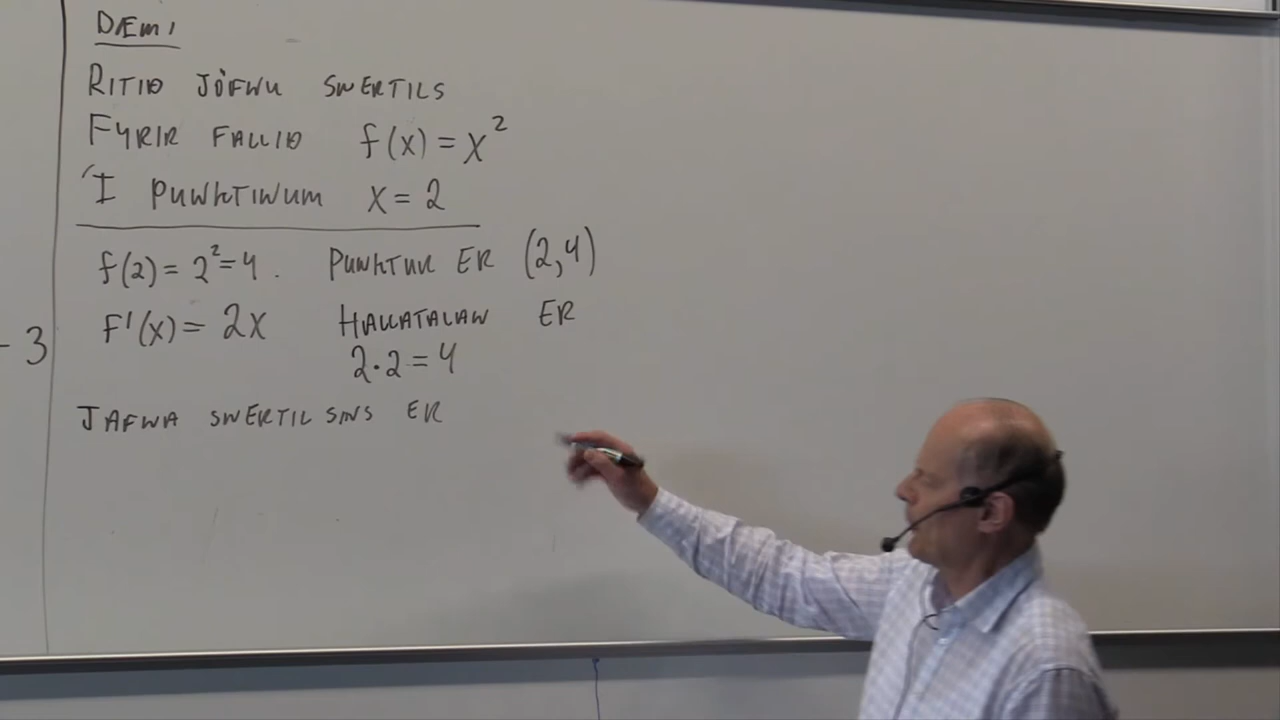 DÆMI
RITIÐ JÖFNU SNERTILS
FYRIR FALLIÐ f(x) = x²
Í PUNKTINUM x = 2
f(2) = 2² = 4. PUNKTUR ER (2,4)
f'(x) = 2x HALLATALAN ER
2·2 = 4
- 3
JAFNA SNERTILSINS ER